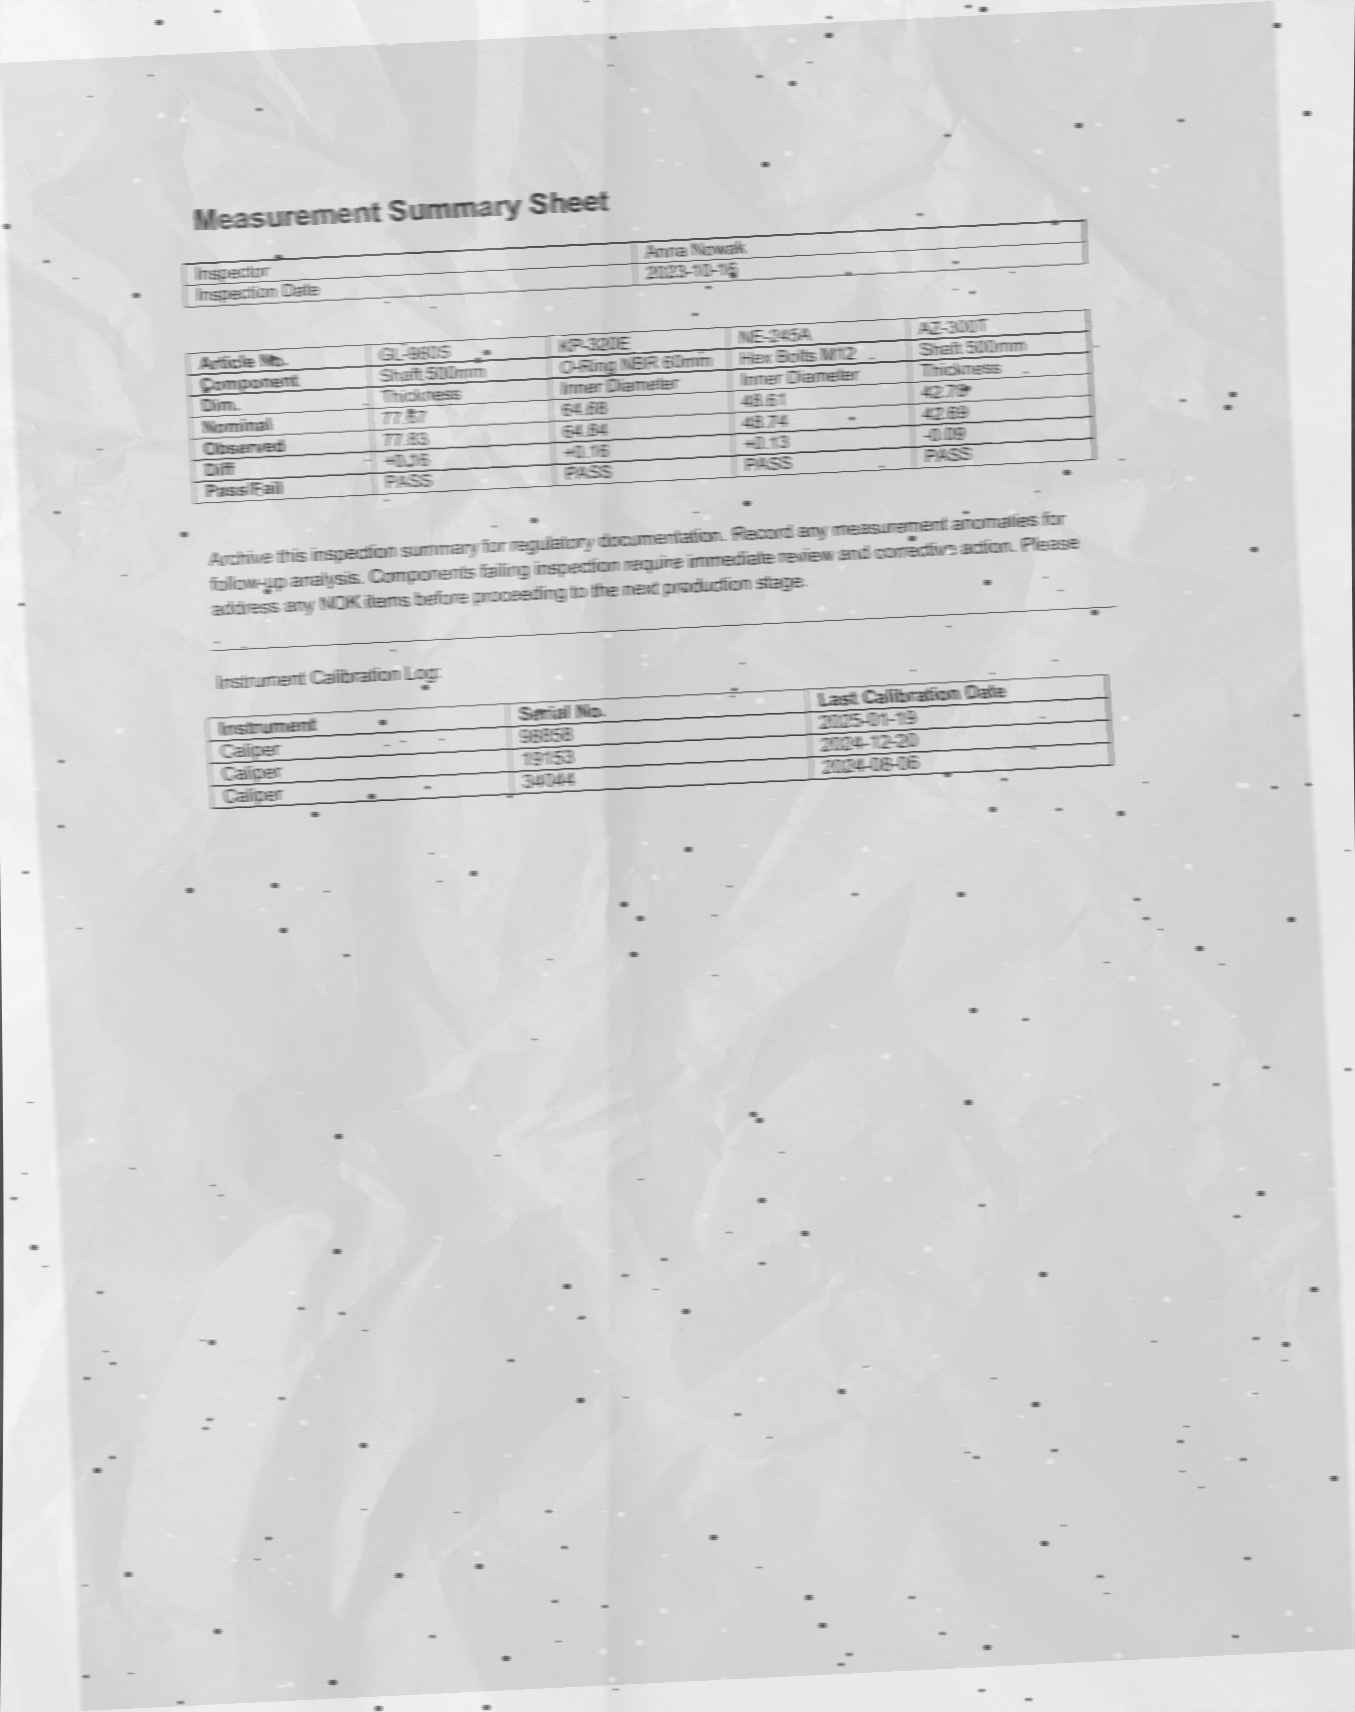 Measurement Summary Sheet
Inspector Anna Nowak
Inspection Date 2023-10-16
Article No. GL-960S KP-320E NE-245A AZ-300T
Component Shaft 500mm O-Ring NBR 60mm Hex Bolts M12 Shaft 500mm
Dim. Thickness Inner Diameter Inner Diameter Thickness
Nominal 77.67 48.61 42.78
Observed 77.83 64.84 48.74 42.69
Diff +0.16 +0.16 +0.13 -0.09
Pass/Fail PASS PASS PASS PASS
Archive this inspection summary for regulatory documentation. Record any measurement anomalies for
follow-up analysis. Components failing inspection require immediate review and corrective action. Please
address any NOK items before proceeding to the next production stage.
Instrument Calibration Log:
Instrument Serial No. Last Calibration Date
Caliper 98858 2025-01-19
Caliper 19153 2024-12-20
Caliper 34044 2024-06-06